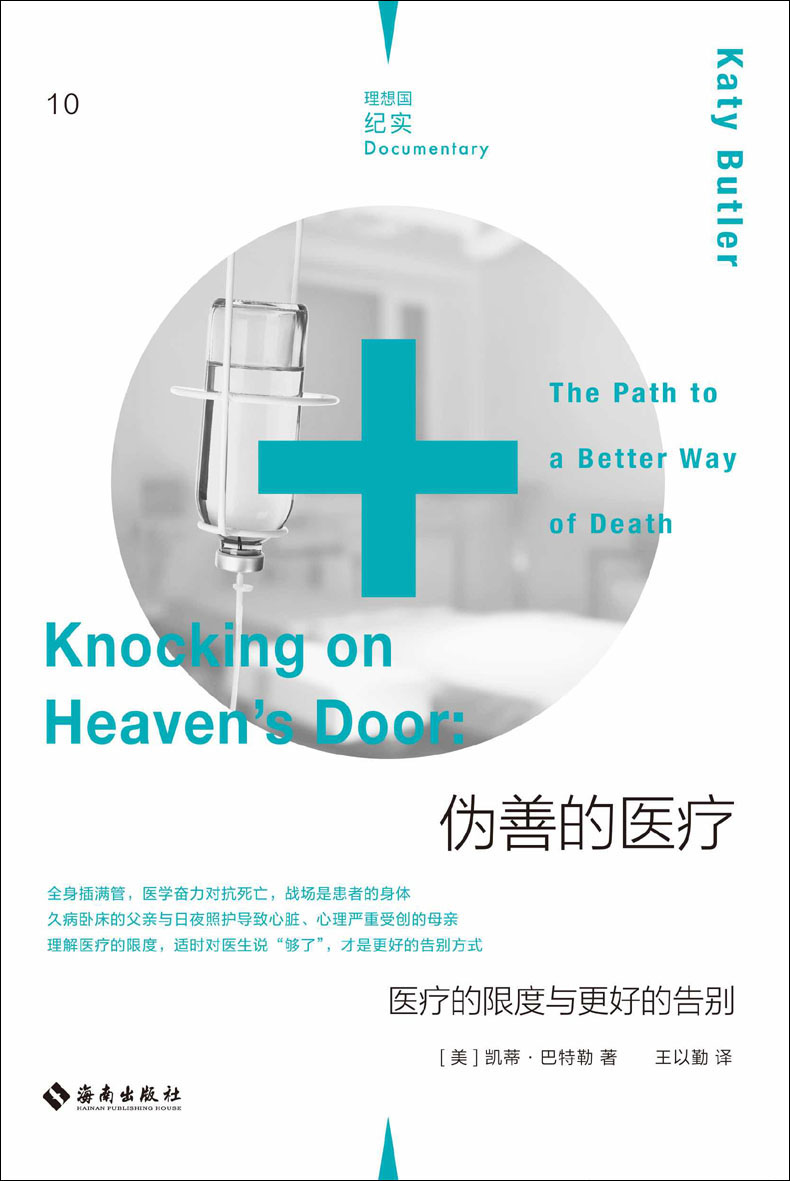 10
理想国
纪实
Documentary
Katy Butler
The Path to
a Better Way
of Death
Knocking on
Heaven's Door:
伪善的医疗
全身插满管，医学奋力对抗死亡，战场是患者的身体
久病卧床的父亲与日夜照护导致心脏、心理严重受创的母亲
理解医疗的限度，适时对医生说“够了”，才是更好的告别方式
医疗的限度与更好的告别
[美]凯蒂·巴特勒 著 王以勤 译
海南出版社
HAINAN PUBLISHING HOUSE